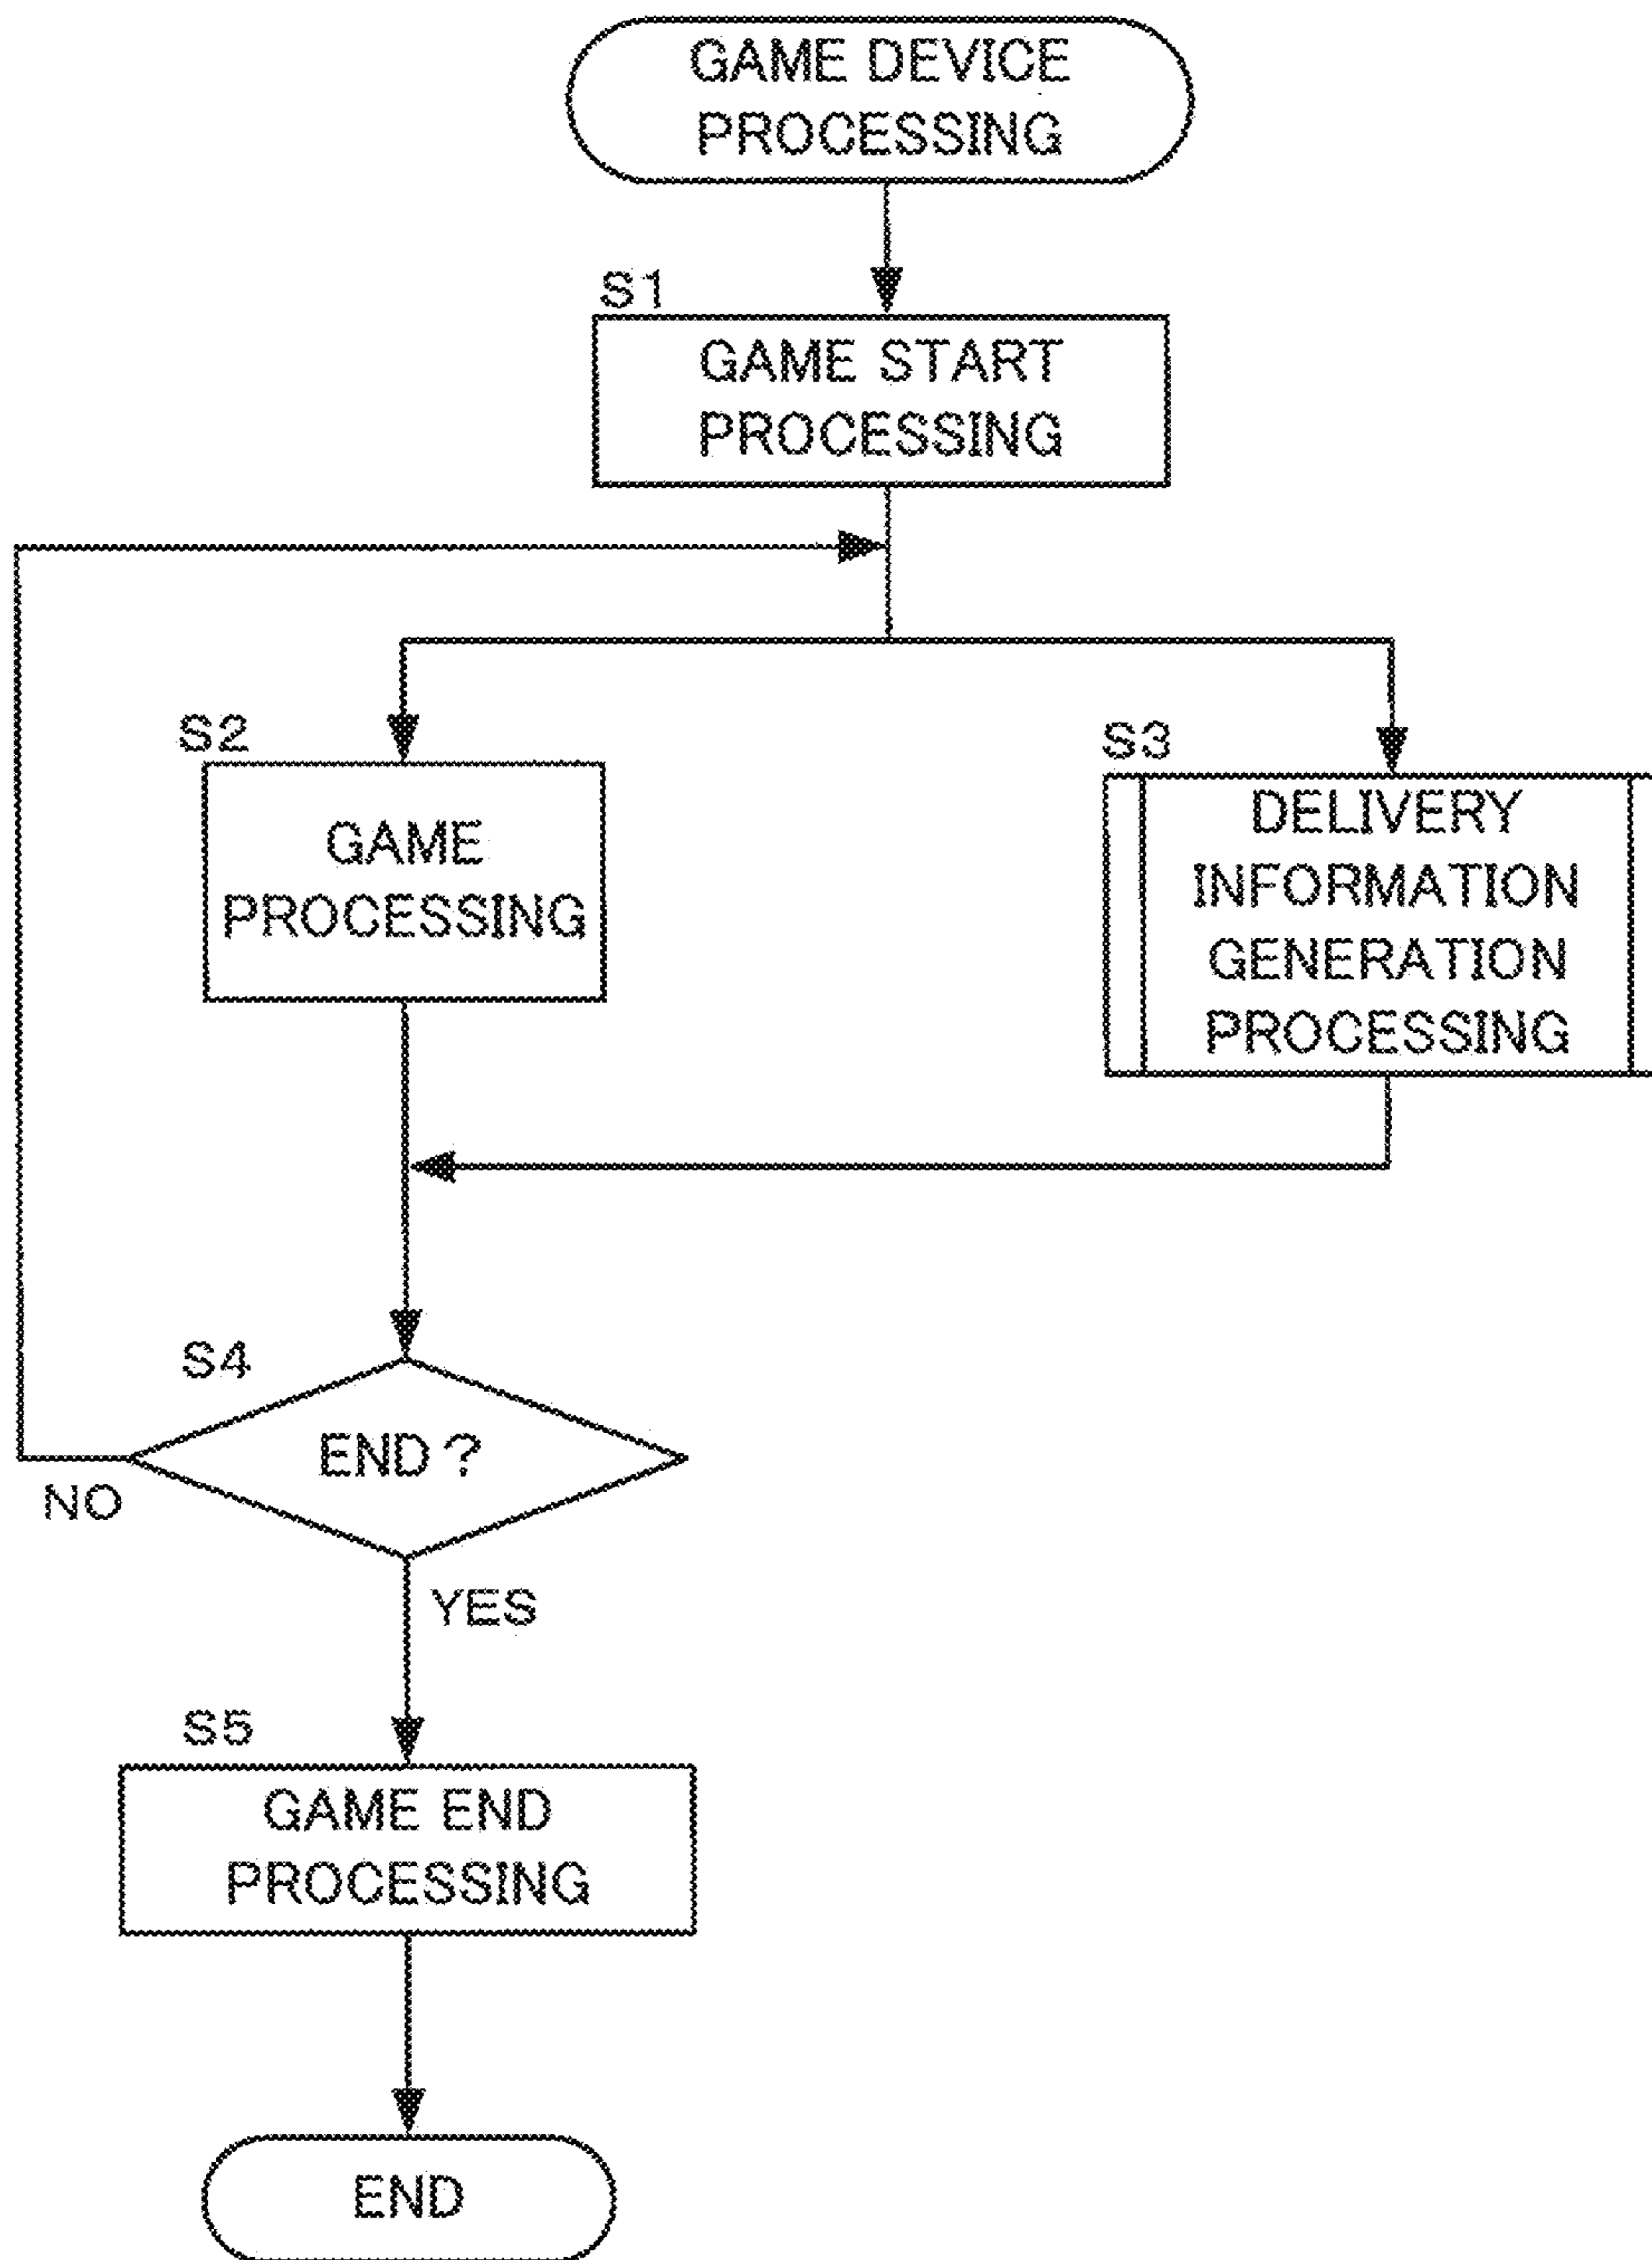 GAME DEVICE
PROCESSING
S1
GAME START
PROCESSING
S2
GAME
PROCESSING
S3
DELIVERY
INFORMATION
GENERATION
PROCESSING
S4
END?
NO
YES
S5
GAME END
PROCESSING
END